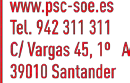 www.psc-soe.es
Tel. 942 311 311
C/ Vargas 45, 1º A
39010 Santander